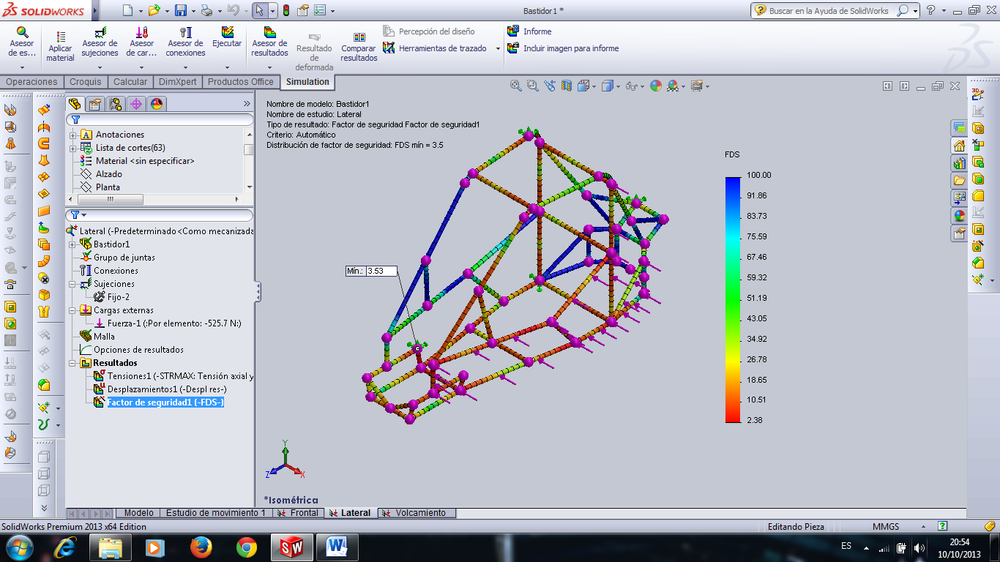 SOLIDWORKS
Bastidor1 *
Buscar en la Ayuda de SolidWorks
Asesor de es...
Aplicar material
Asesor de sujeciones
Asesor de car...
Asesor de conexiones
Ejecutar
Asesor de resultados
Resultado de deformada
Comparar resultados
Percepción del diseño
Herramientas de trazado
Informe
Incluir imagen para informe
Operaciones
Croquis
Calcular
DimXpert
Productos Office
Simulation
Anotaciones
Lista de cortes(63)
Material <sin especificar>
Alzado
Planta
Lateral (-Predeterminado<Como mecanizada
Bastidor1
Grupo de juntas
Conexiones
Sujeciones
Fijo-2
Cargas externas
Fuerza-1 (:Por elemento: -525.7 N:)
Malla
Opciones de resultados
Resultados
Tensiones1 (-STRMAX: Tensión axial y
Desplazamientos1 (-Despl res-)
Factor de seguridad1 (-FDS-)
Nombre de modelo: Bastidor1
Nombre de estudio: Lateral
Tipo de resultado: Factor de seguridad Factor de seguridad1
Criterio: Automático
Distribución de factor de seguridad: FDS mín = 3.5
Mín.: 3.53
FDS
100.00
91.86
83.73
75.59
67.46
59.32
51.19
43.05
34.92
26.78
18.65
10.51
2.38
Y
Z
X
*Isométrica
Modelo
Estudio de movimiento 1
Frontal
Lateral
Volcamiento
SolidWorks Premium 2013 x64 Edition
Editando Pieza
MMGS
ES
20:54
10/10/2013